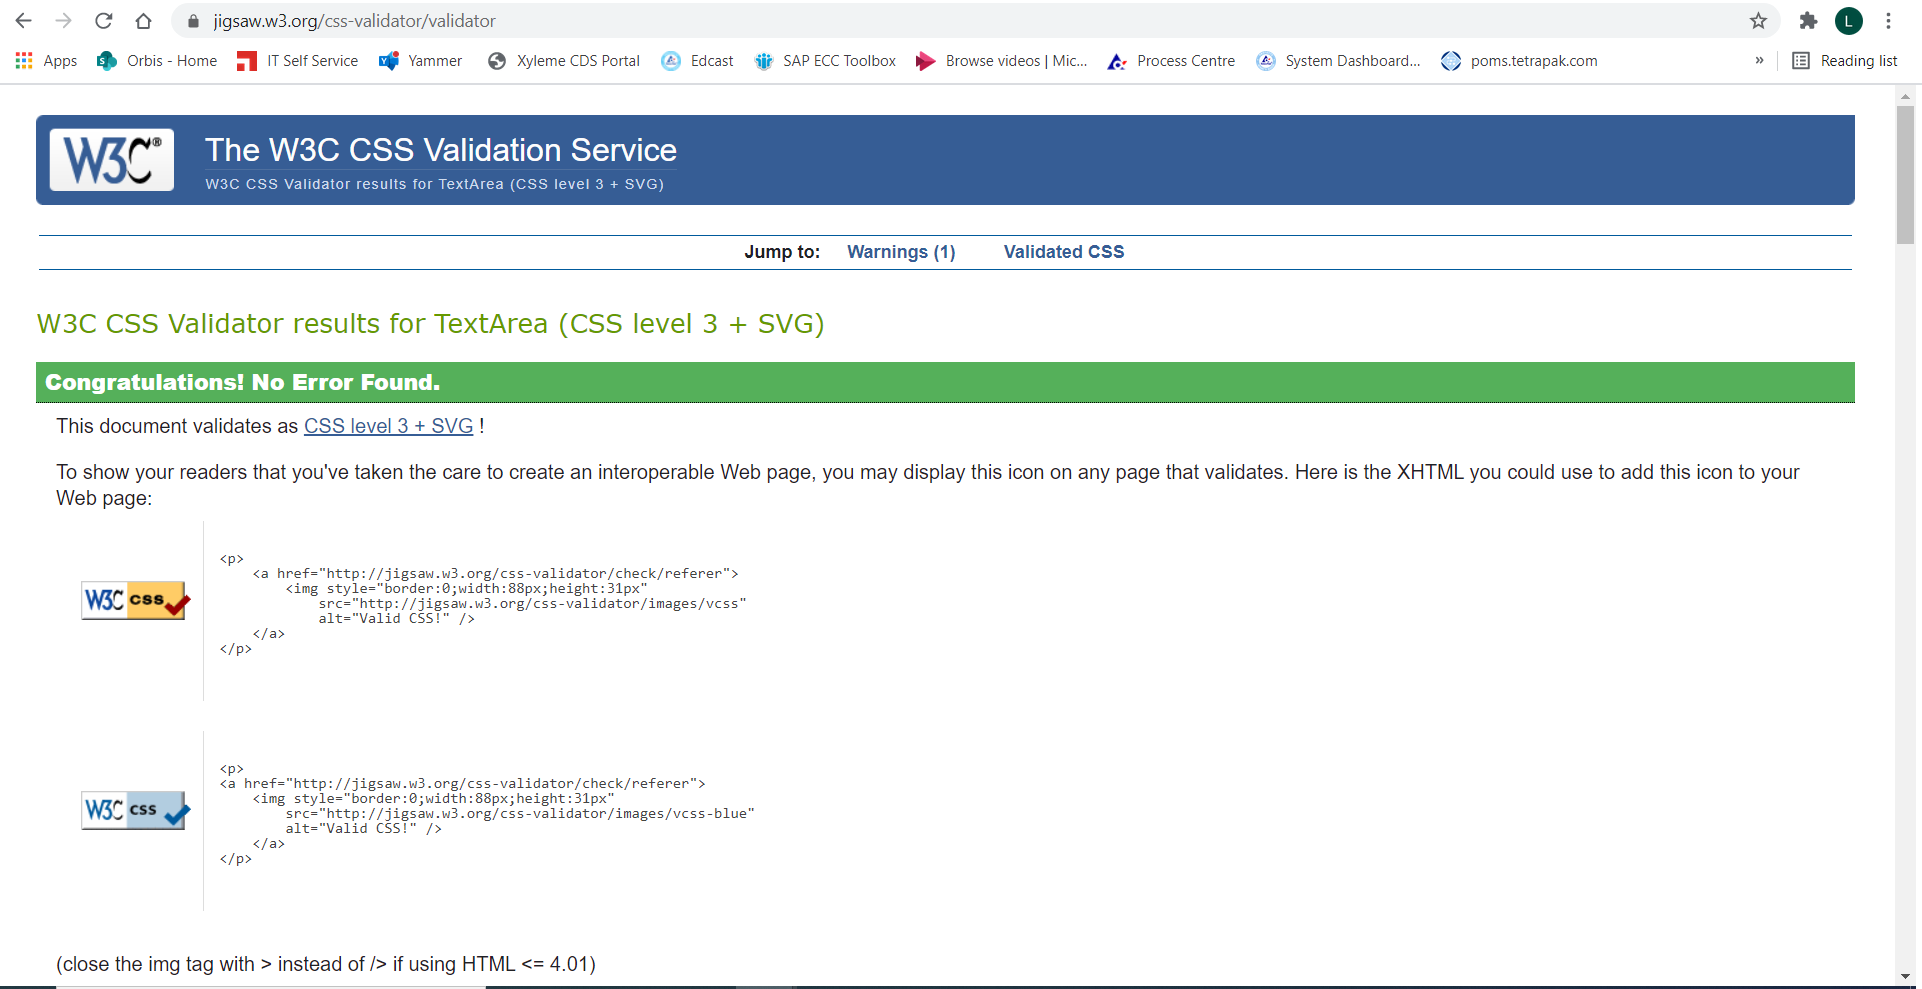 jigsaw.w3.org/css-validator/validator
L
Apps
Orbis - Home
IT Self Service
Yammer
Xyleme CDS Portal
Edcast
SAP ECC Toolbox
Browse videos | Mic...
Process Centre
System Dashboard...
poms.tetrapak.com
»
Reading list
W3C®
The W3C CSS Validation Service
W3C CSS Validator results for TextArea (CSS level 3 + SVG)
Jump to: Warnings (1) Validated CSS
W3C CSS Validator results for TextArea (CSS level 3 + SVG)
Congratulations! No Error Found.
This document validates as CSS level 3 + SVG !
To show your readers that you've taken the care to create an interoperable Web page, you may display this icon on any page that validates. Here is the XHTML you could use to add this icon to your
Web page:
W3C css
<p>
    <a href="http://jigsaw.w3.org/css-validator/check/referer">
        <img style="border:0;width:88px;height:31px"
            src="http://jigsaw.w3.org/css-validator/images/vcss"
            alt="Valid CSS!" />
    </a>
</p>
W3C css
<p>
<a href="http://jigsaw.w3.org/css-validator/check/referer">
    <img style="border:0;width:88px;height:31px"
        src="http://jigsaw.w3.org/css-validator/images/vcss-blue"
        alt="Valid CSS!" />
    </a>
</p>
(close the img tag with > instead of /> if using HTML <= 4.01)